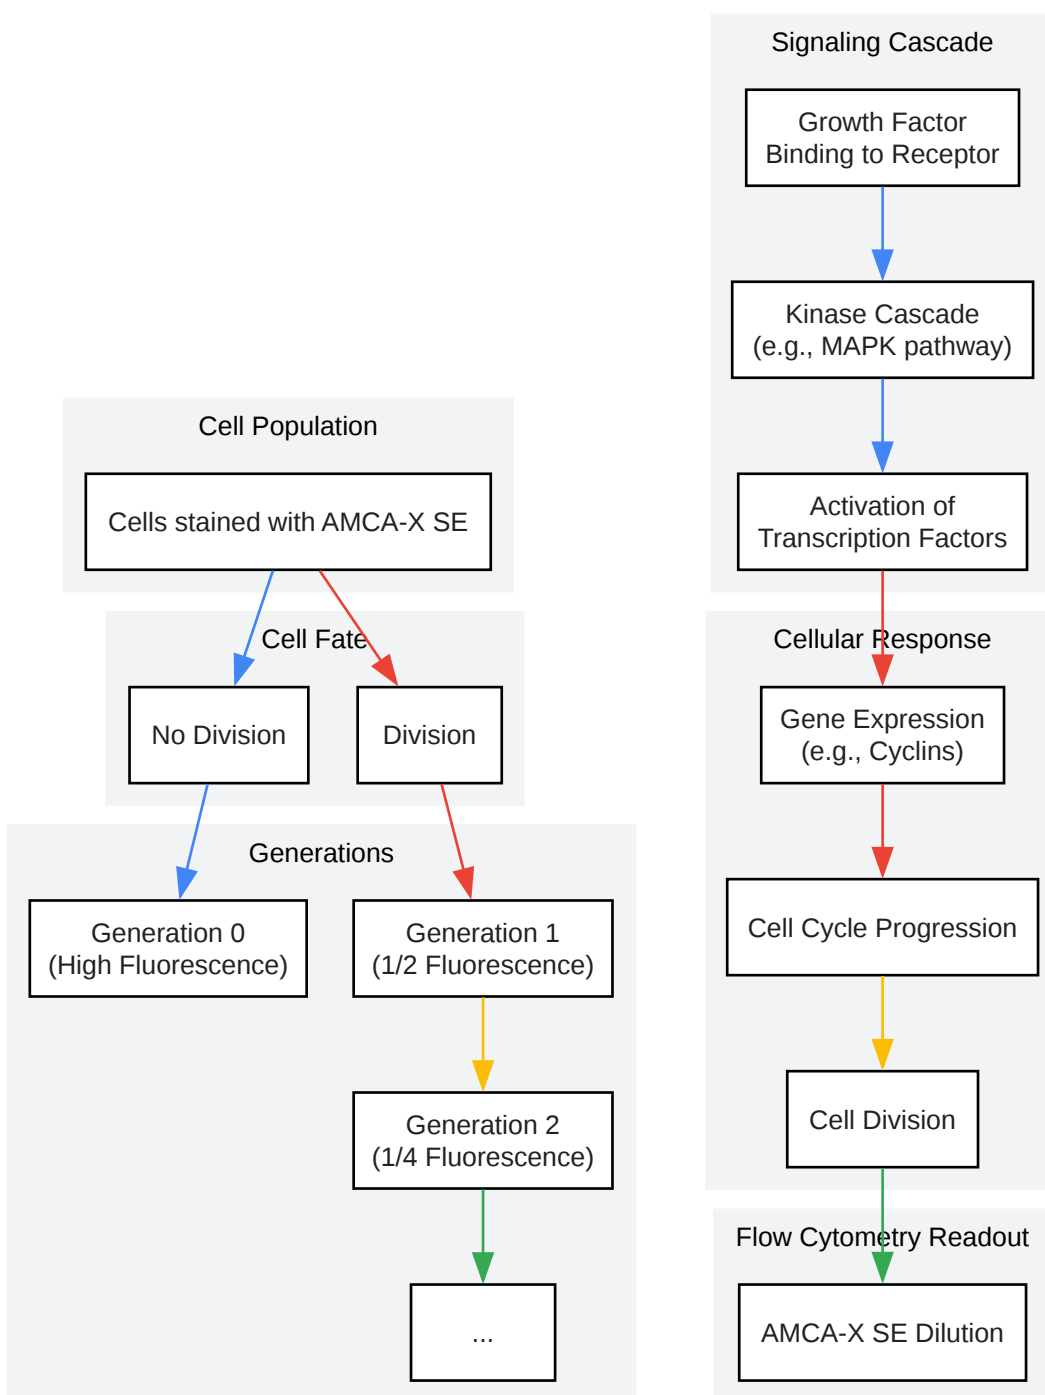 Signaling Cascade
Growth Factor
Binding to Receptor
Kinase Cascade
(e.g., MAPK pathway)
Activation of
Transcription Factors
Cellular Response
Gene Expression
(e.g., Cyclins)
Cell Cycle Progression
Cell Division
Flow Cytometry Readout
AMCA-X SE Dilution
Cell Population
Cells stained with AMCA-X SE
Cell Fate
No Division
Division
Generations
Generation 0
(High Fluorescence)
Generation 1
(1/2 Fluorescence)
Generation 2
(1/4 Fluorescence)
...